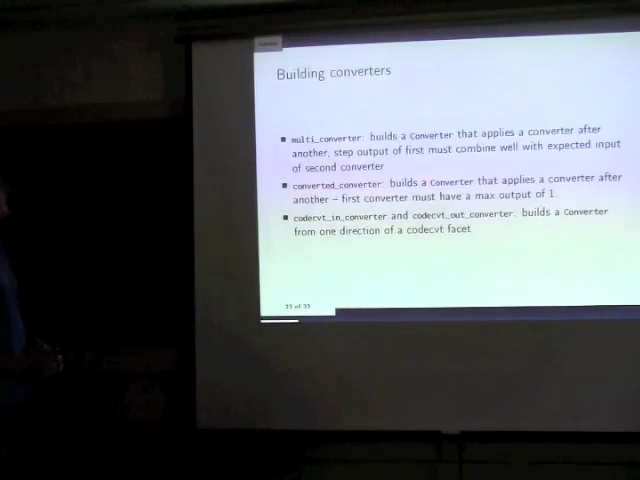 Building converters
multi_converter: builds a Converter that applies a converter after
another, step output of first must combine well with expected input
of second converter
converted_converter: builds a Converter that applies a converter after
another – first converter must have a max output of 1.
codecvt_in_converter and codecvt_out_converter: builds a Converter
from one direction of a codecvt facet